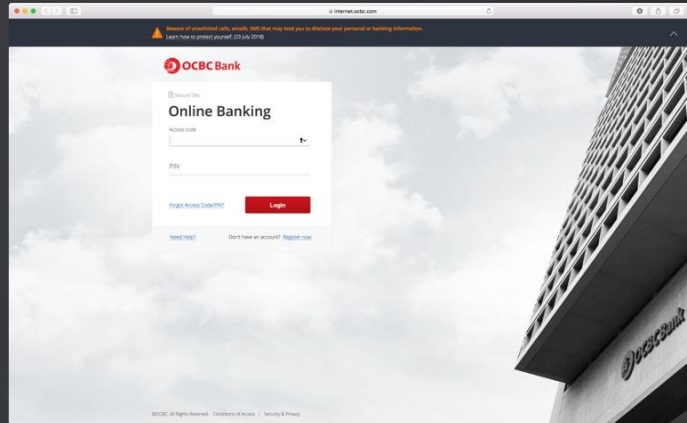 internet.ocbc.com
Beware of unsolicited calls, emails, SMS that may lead you to disclose your personal or banking information.
Learn how to protect yourself. (23 July 2018)
OCBC Bank
Secure Site
Online Banking
Access code
PIN
Forgot Access Code/PIN?
Login
Need help?
Don't have an account? Register now
OCBC Bank
©OCBC. All Rights Reserved. Conditions of Access | Security & Privacy